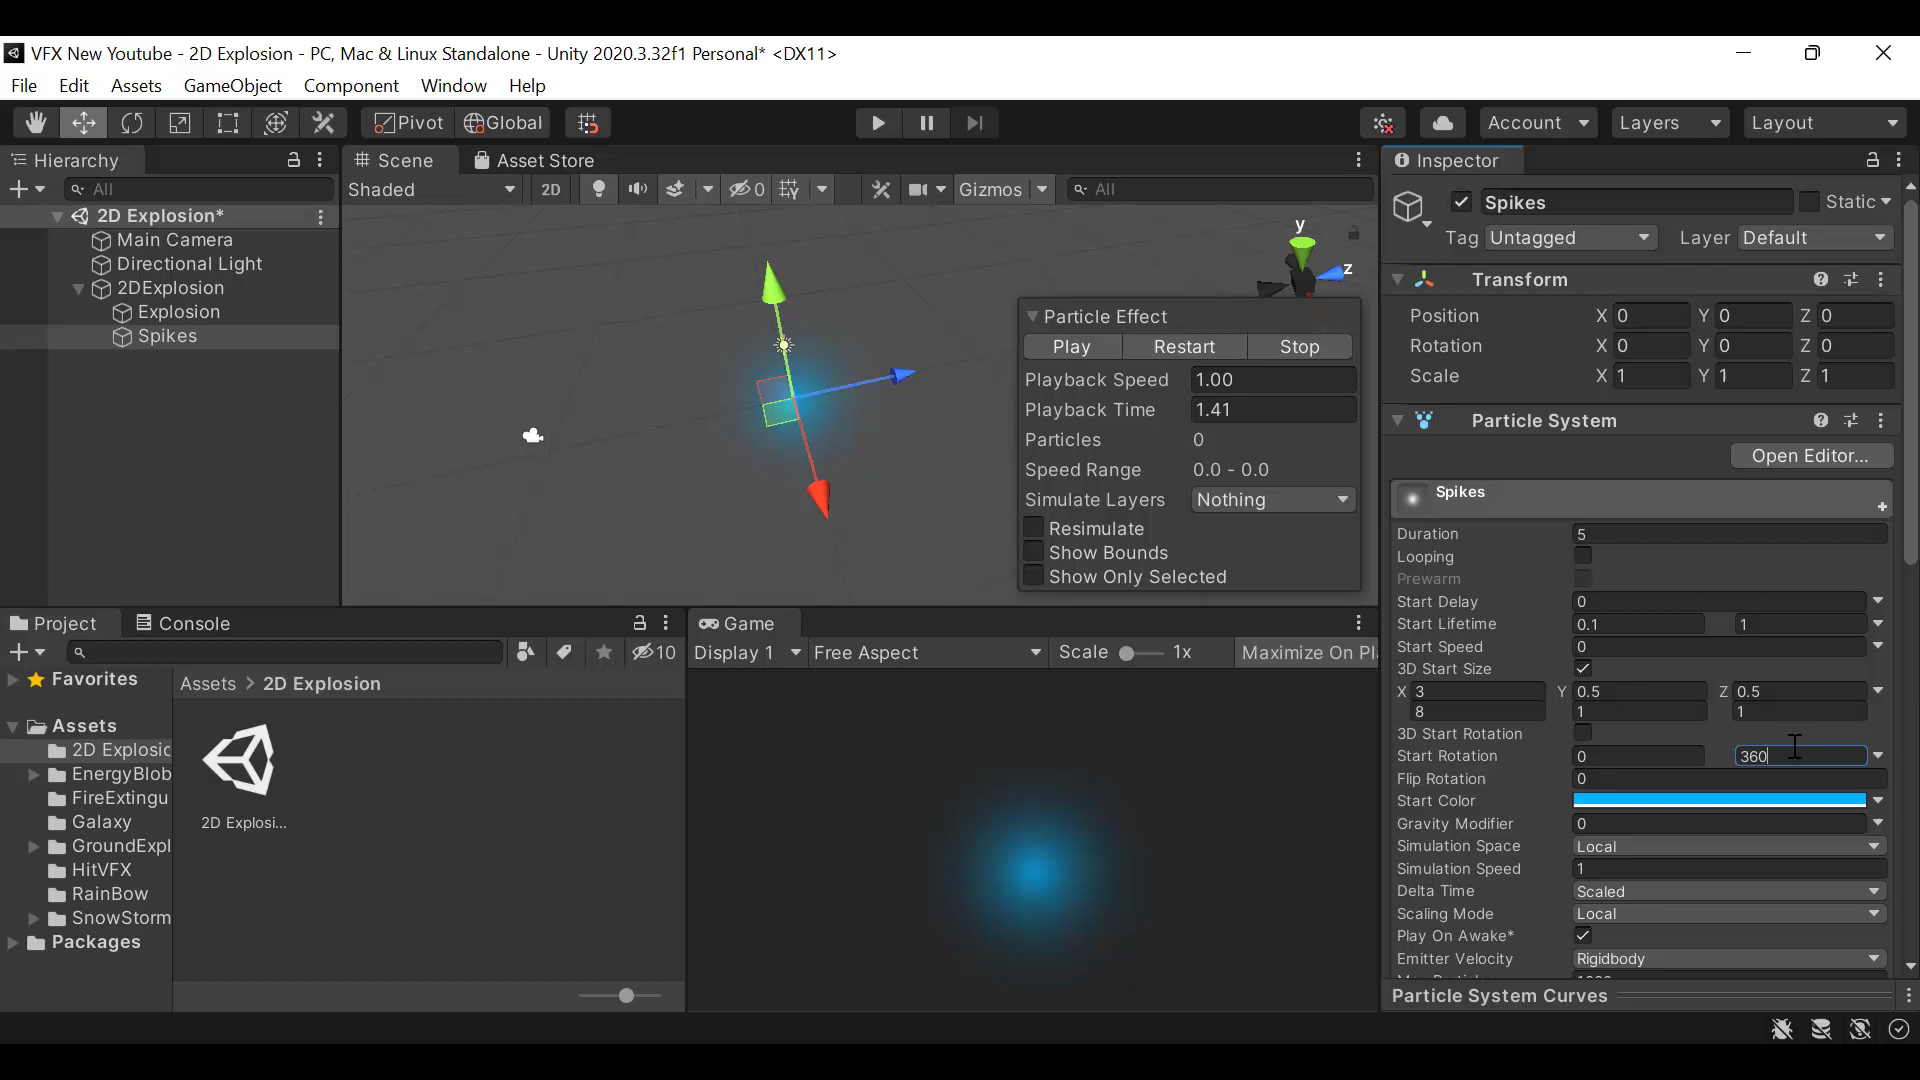 VFX New Youtube - 2D Explosion - PC, Mac & Linux Standalone - Unity 2020.3.32f1 Personal* <DX11>
File Edit Assets GameObject Component Window Help
Pivot Global Account Layers Layout
Hierarchy
All
2D Explosion*
Main Camera
Directional Light
2DExplosion
Explosion
Spikes
Scene Asset Store
Shaded 2D 0 Gizmos All
y
z
Particle Effect
Play Restart Stop
Playback Speed 1.00
Playback Time 1.41
Particles 0
Speed Range 0.0 - 0.0
Simulate Layers Nothing
Resimulate
Show Bounds
Show Only Selected
Project Console
10
Favorites
Assets
2D Explosic
EnergyBlob
FireExtingu
Galaxy
GroundExpl
HitVFX
RainBow
SnowStorm
Packages
Assets > 2D Explosion
2D Explosi...
Game
Display 1 Free Aspect Scale 1x Maximize On Pl
Inspector
Spikes Static
Tag Untagged Layer Default
Transform
Position X 0 Y 0 Z 0
Rotation X 0 Y 0 Z 0
Scale X 1 Y 1 Z 1
Particle System
Open Editor...
Spikes
Duration 5
Looping
Prewarm
Start Delay 0
Start Lifetime 0.1 1
Start Speed 0
3D Start Size
X 3 Y 0.5 Z 0.5
8 1 1
3D Start Rotation
Start Rotation 0 360
Flip Rotation 0
Start Color
Gravity Modifier 0
Simulation Space Local
Simulation Speed 1
Delta Time Scaled
Scaling Mode Local
Play On Awake*
Emitter Velocity Rigidbody
Particle System Curves